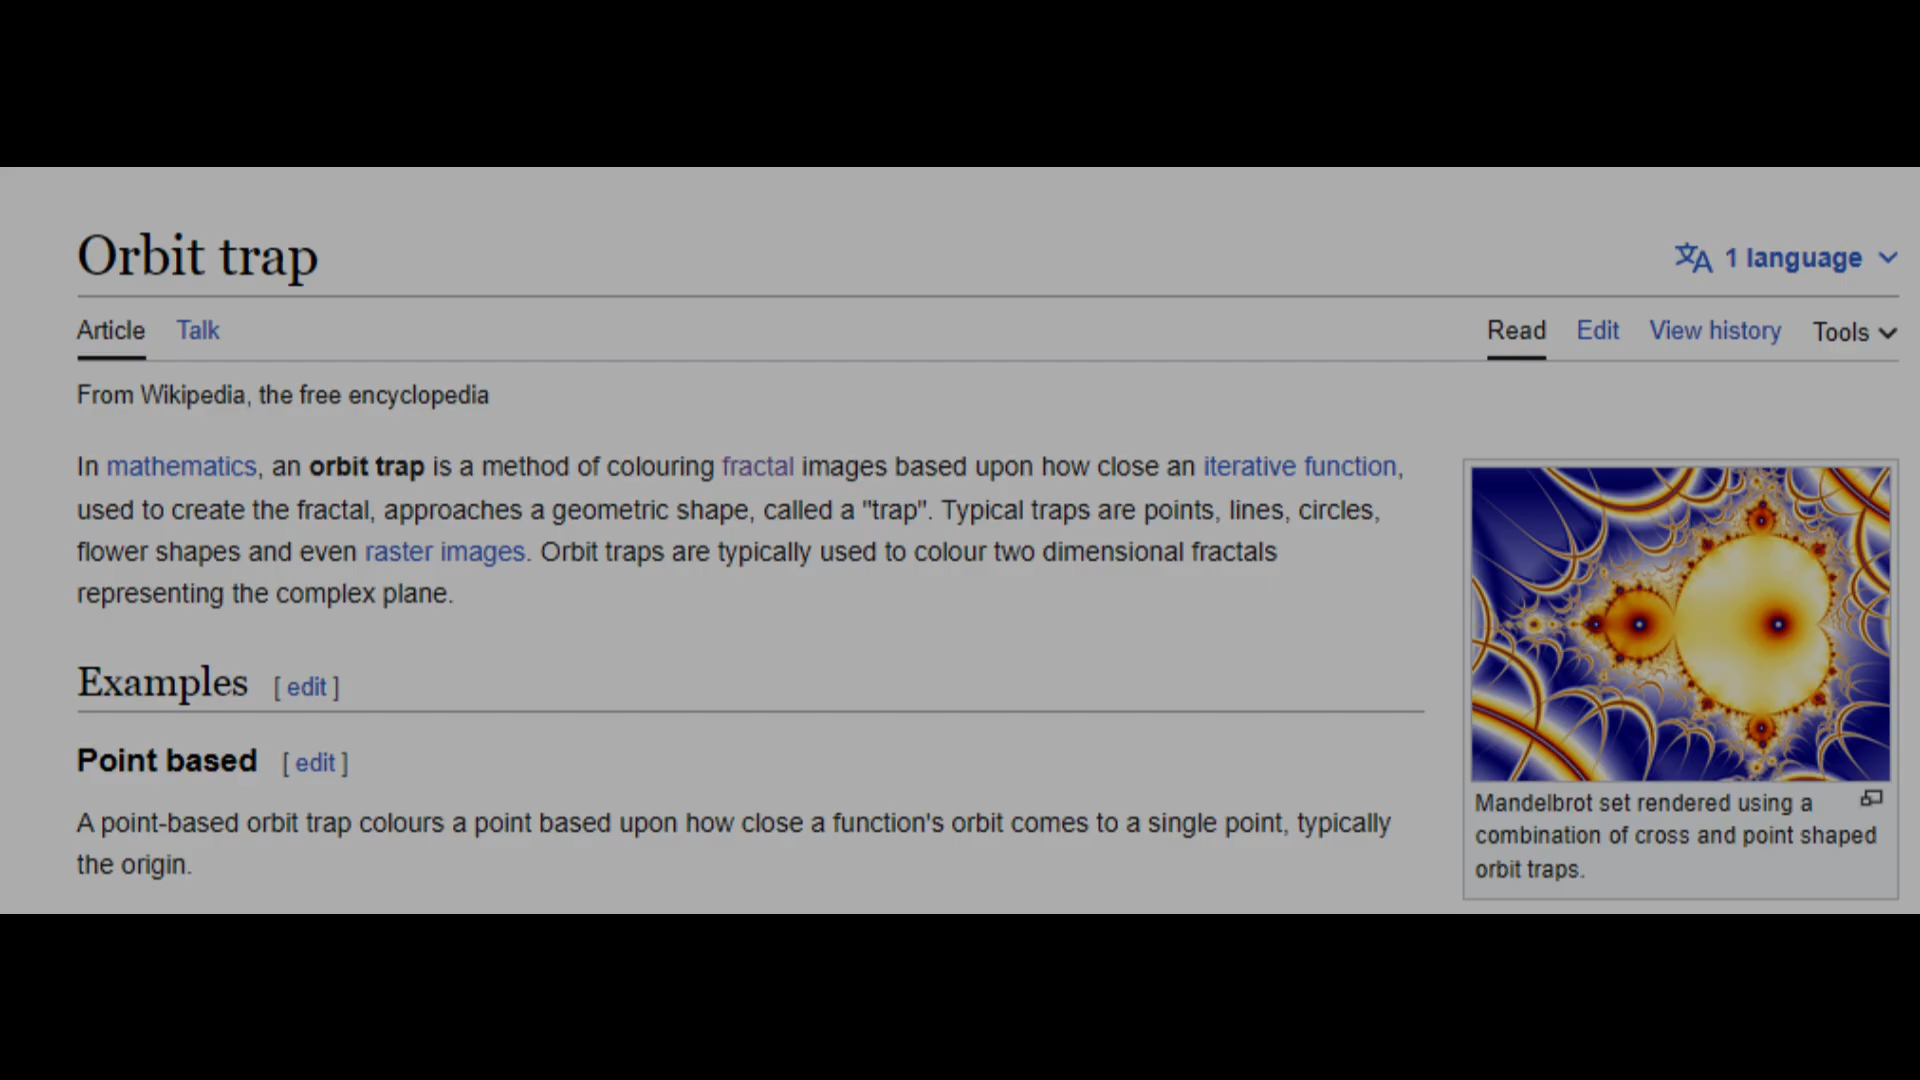 Orbit trap
1 language
Article Talk
Read Edit View history Tools
From Wikipedia, the free encyclopedia
In mathematics, an orbit trap is a method of colouring fractal images based upon how close an iterative function,
used to create the fractal, approaches a geometric shape, called a "trap". Typical traps are points, lines, circles,
flower shapes and even raster images. Orbit traps are typically used to colour two dimensional fractals
representing the complex plane.
Examples [ edit ]
Point based [ edit ]
A point-based orbit trap colours a point based upon how close a function's orbit comes to a single point, typically
the origin.
Mandelbrot set rendered using a
combination of cross and point shaped
orbit traps.